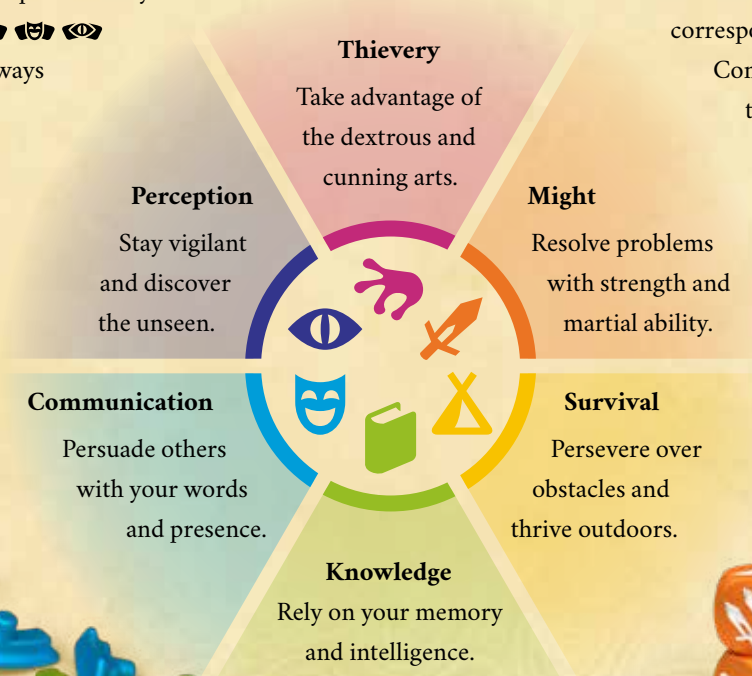 ways
correspo
Con
t
Thievery
Take advantage of
the dextrous and
cunning arts.
Perception
Stay vigilant
and discover
the unseen.
Might
Resolve problems
with strength and
martial ability.
Communication
Persuade others
with your words
and presence.
Survival
Persevere over
obstacles and
thrive outdoors.
Knowledge
Rely on your memory
and intelligence.